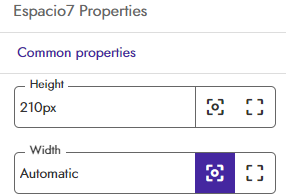 Espacio7 Properties
Common properties
Height
210px
Width
Automatic